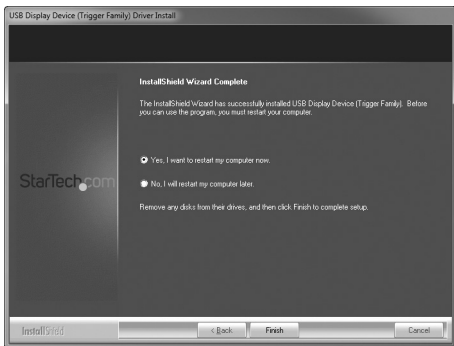 USB Display Device (Trigger Family) Driver Install
InstallShield Wizard Complete
The InstallShield Wizard has successfully installed USB Display Device (Trigger Family). Before
you can use the program, you must restart your computer.
Yes, I want to restart my computer now.
No, I will restart my computer later.
Remove any disks from their drives, and then click Finish to complete setup.
StarTech.com
InstallShield
< Back
Finish
Cancel